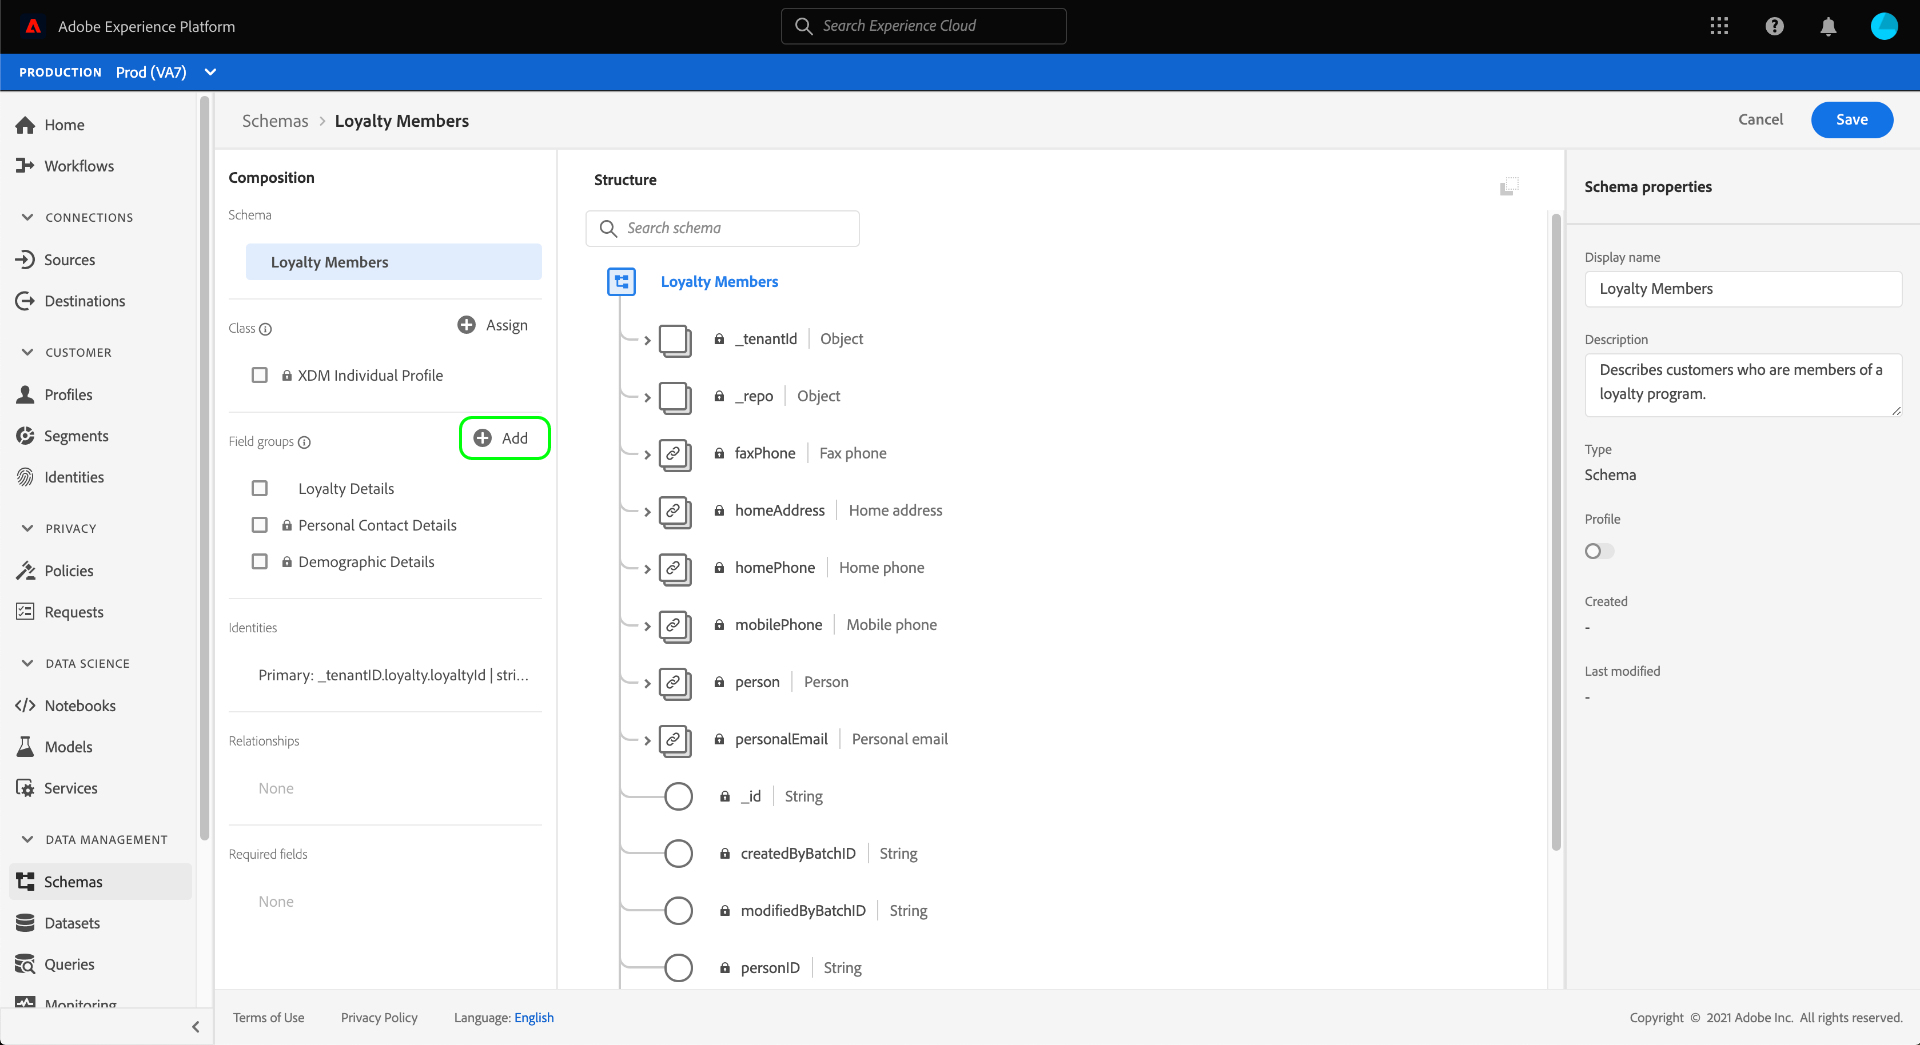 Adobe Experience Platform
Search Experience Cloud
PRODUCTION Prod (VA7)
Home
Workflows
CONNECTIONS
Sources
Destinations
CUSTOMER
Profiles
Segments
Identities
PRIVACY
Policies
Requests
DATA SCIENCE
Notebooks
Models
Services
DATA MANAGEMENT
Schemas
Datasets
Queries
Monitoring
Schemas > Loyalty Members
Cancel
Save
Composition
Schema
Loyalty Members
Class
Assign
XDM Individual Profile
Field groups
Add
Loyalty Details
Personal Contact Details
Demographic Details
Identities
Primary: _tenantID.loyalty.loyaltyId | stri...
Relationships
None
Required fields
None
Structure
Search schema
Loyalty Members
_tenantId | Object
_repo | Object
faxPhone | Fax phone
homeAddress | Home address
homePhone | Home phone
mobilePhone | Mobile phone
person | Person
personalEmail | Personal email
_id | String
createdByBatchID | String
modifiedByBatchID | String
personID | String
Schema properties
Display name
Loyalty Members
Description
Describes customers who are members of a
loyalty program.
Type
Schema
Profile
Created
-
Last modified
-
Terms of Use
Privacy Policy
Language: English
Copyright © 2021 Adobe Inc. All rights reserved.